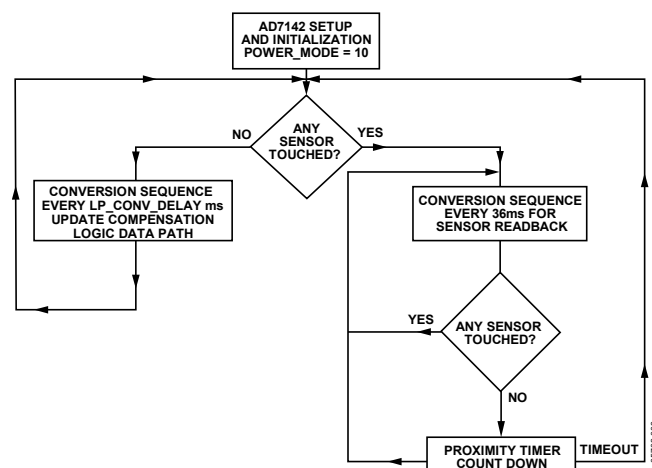 AD7142 SETUP
AND INITIALIZATION
POWER_MODE = 10
NO
ANY
SENSOR
TOUCHED?
YES
CONVERSION SEQUENCE
EVERY LP_CONV_DELAY ms
UPDATE COMPENSATION
LOGIC DATA PATH
CONVERSION SEQUENCE
EVERY 36ms FOR
SENSOR READBACK
YES
ANY SENSOR
TOUCHED?
NO
PROXIMITY TIMER
COUNT DOWN
TIMEOUT